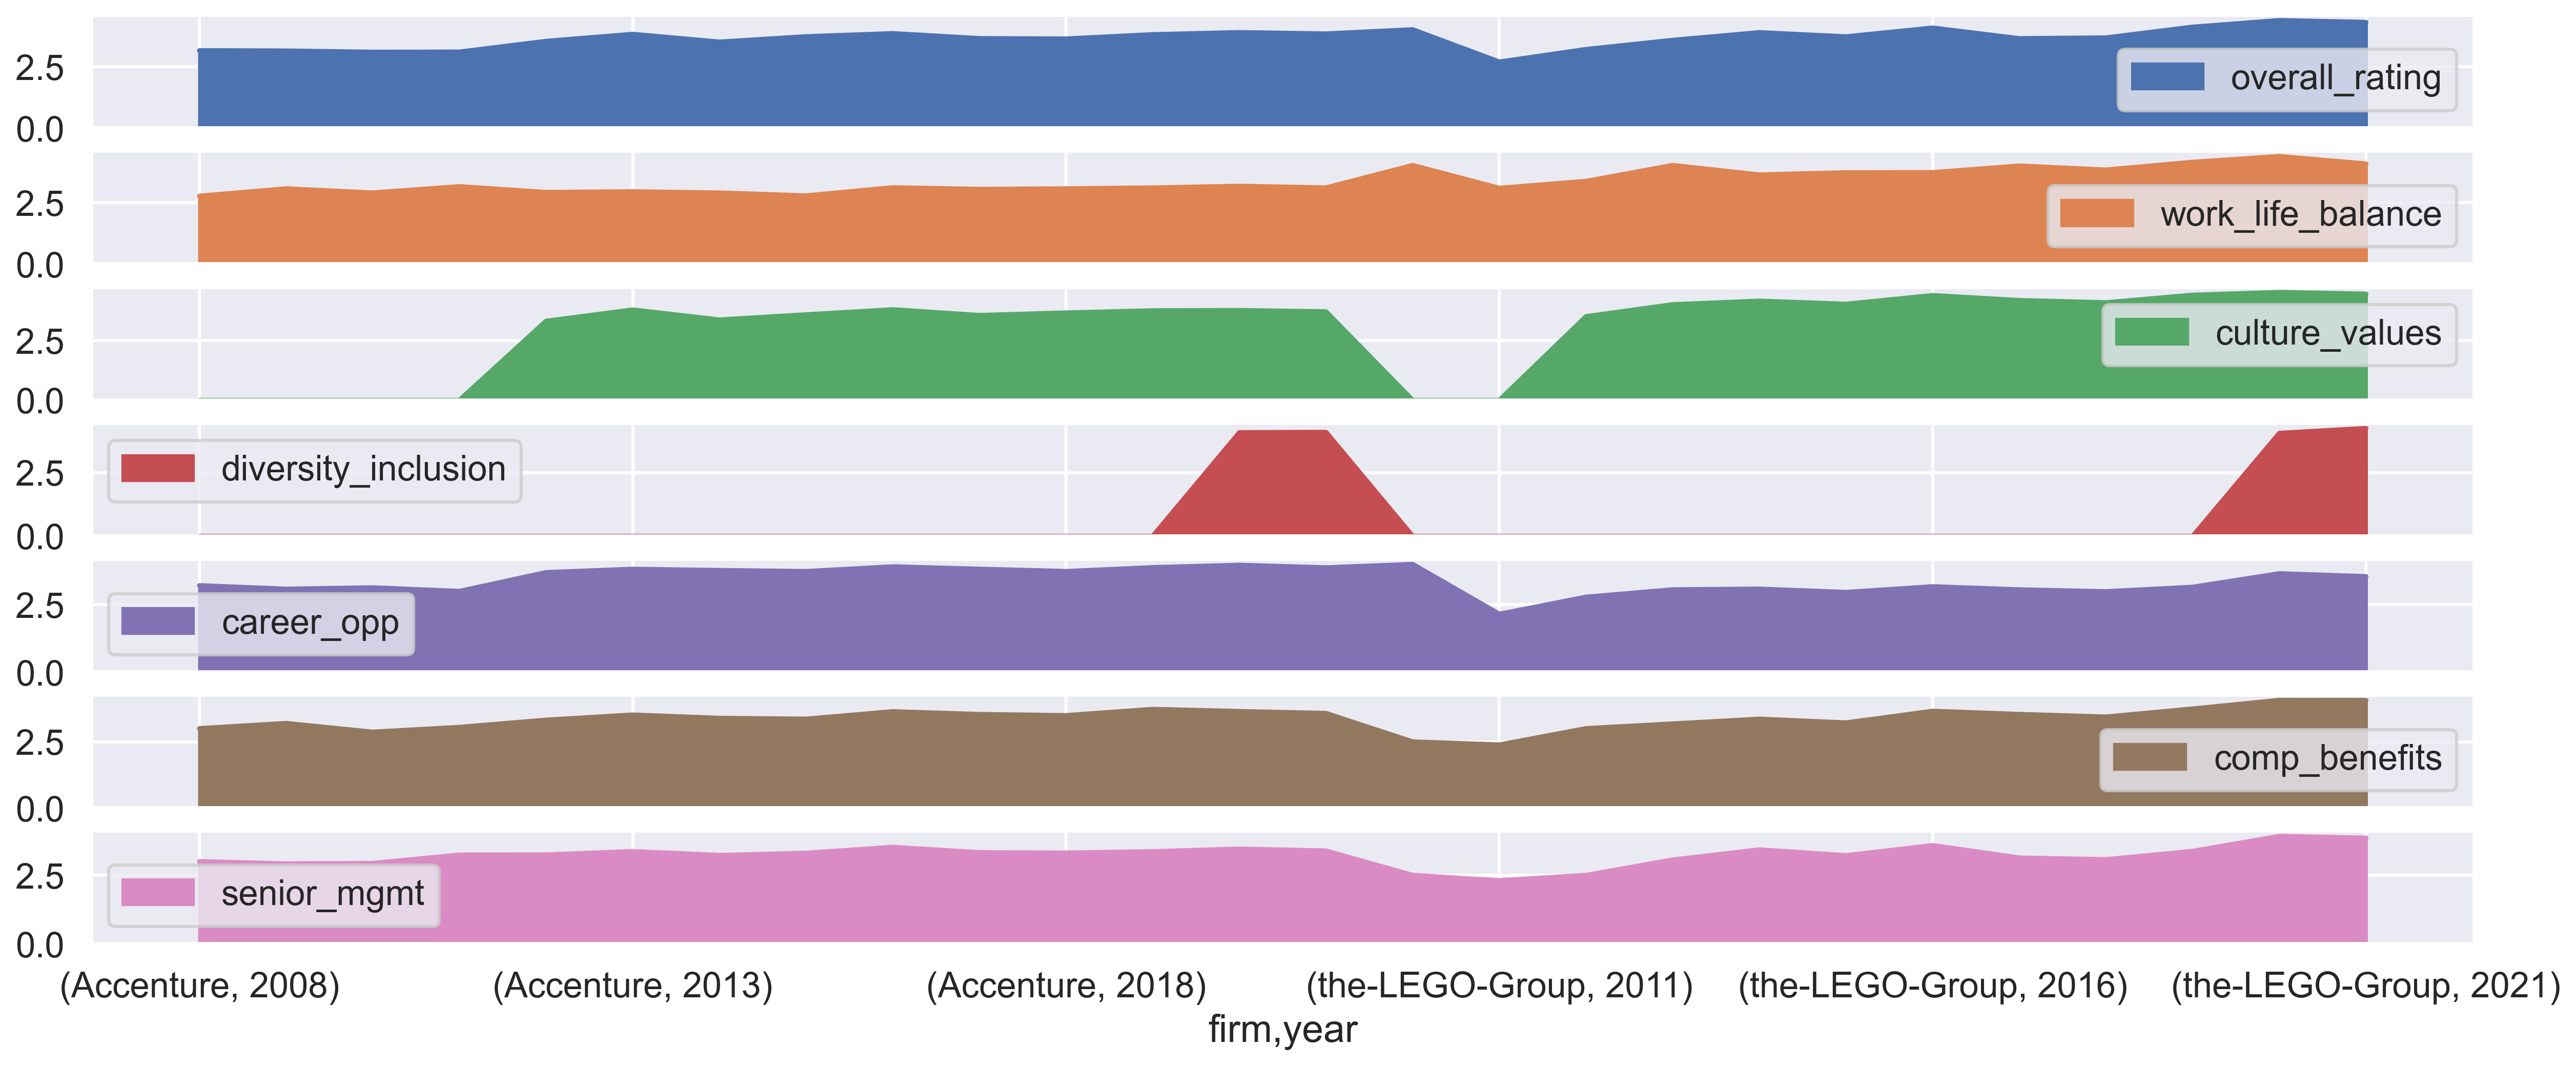 2.5
overall_rating
0.0
2.5
work_life_balance
0.0
2.5
culture_values
0.0
diversity_inclusion
2.5
0.0
2.5
career_opp
0.0
2.5
comp_benefits
0.0
2.5
senior_mgmt
0.0
(Accenture, 2008) (Accenture, 2013) (Accenture, 2018) (the-LEGO-Group, 2011) (the-LEGO-Group, 2016) (the-LEGO-Group, 2021)
firm,year